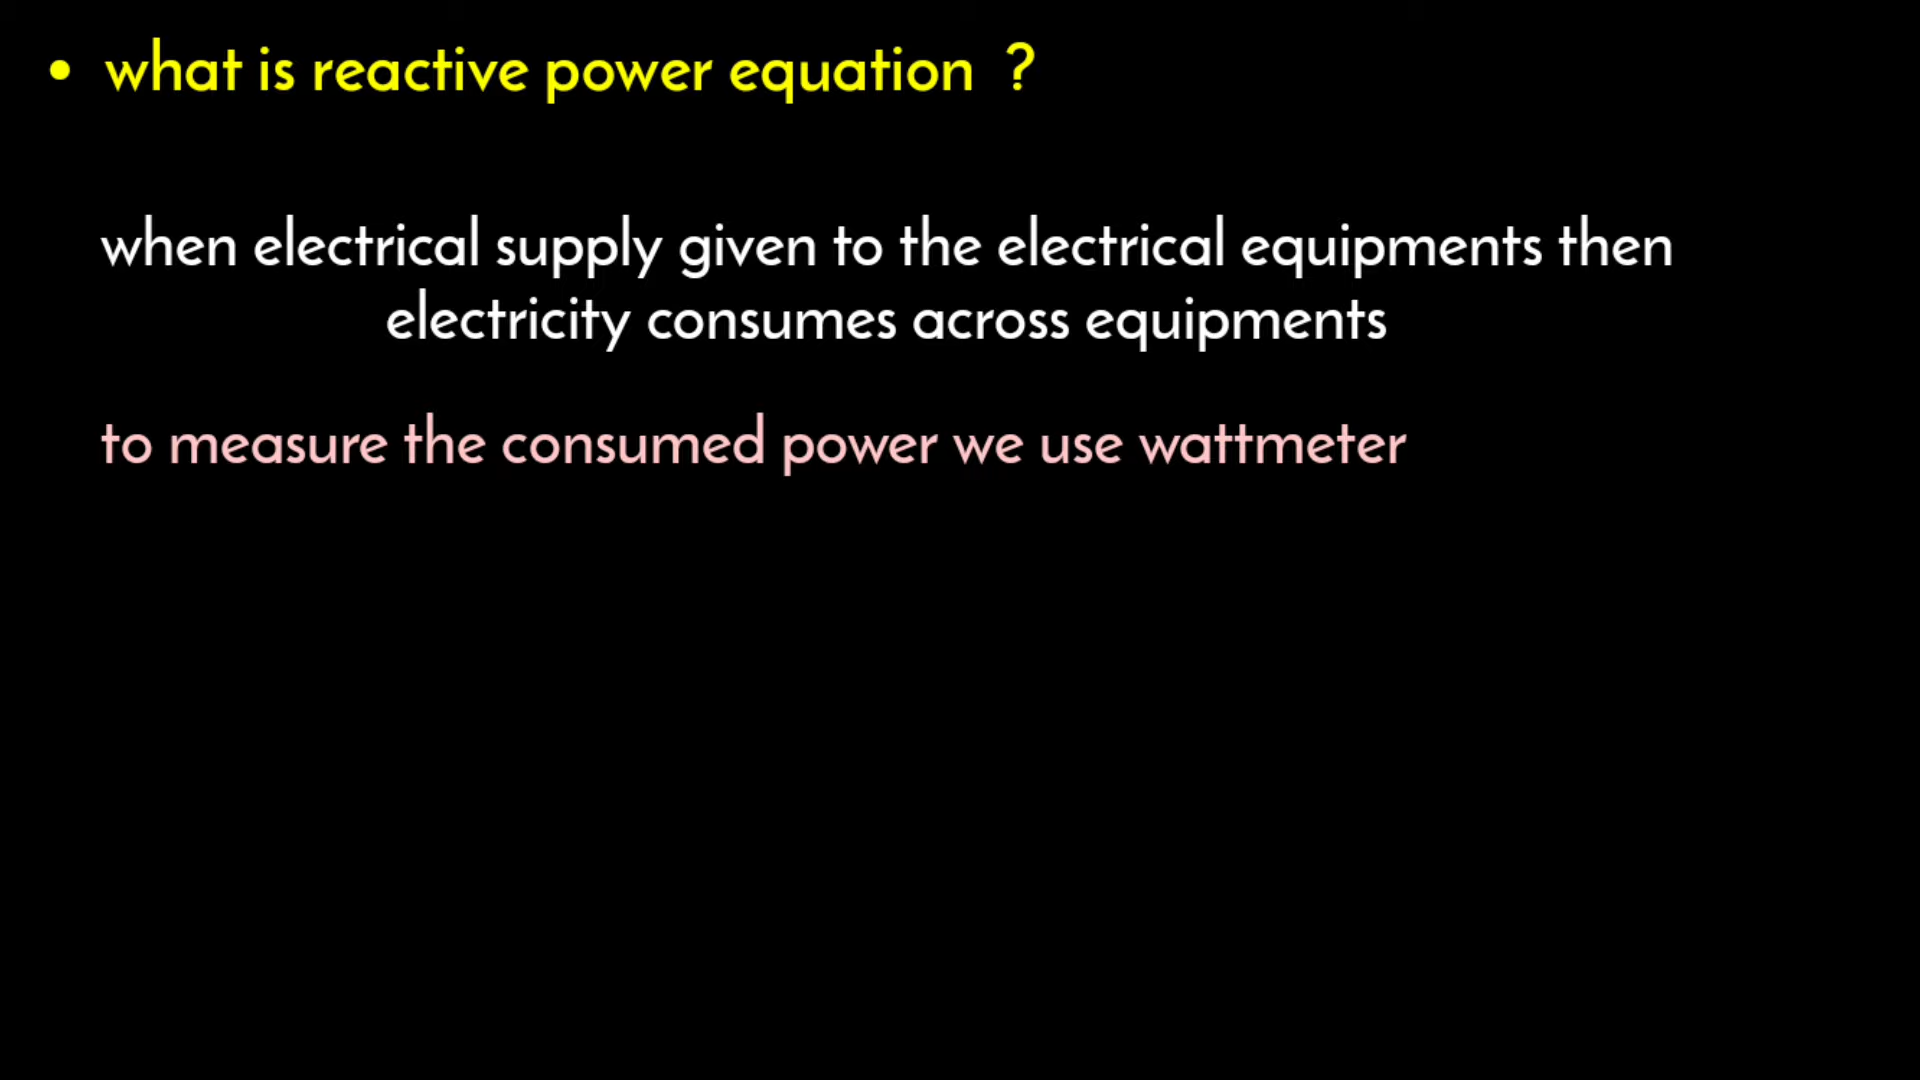 • what is reactive power equation ?
when electrical supply given to the electrical equipments then
electricity consumes across equipments
to measure the consumed power we use wattmeter